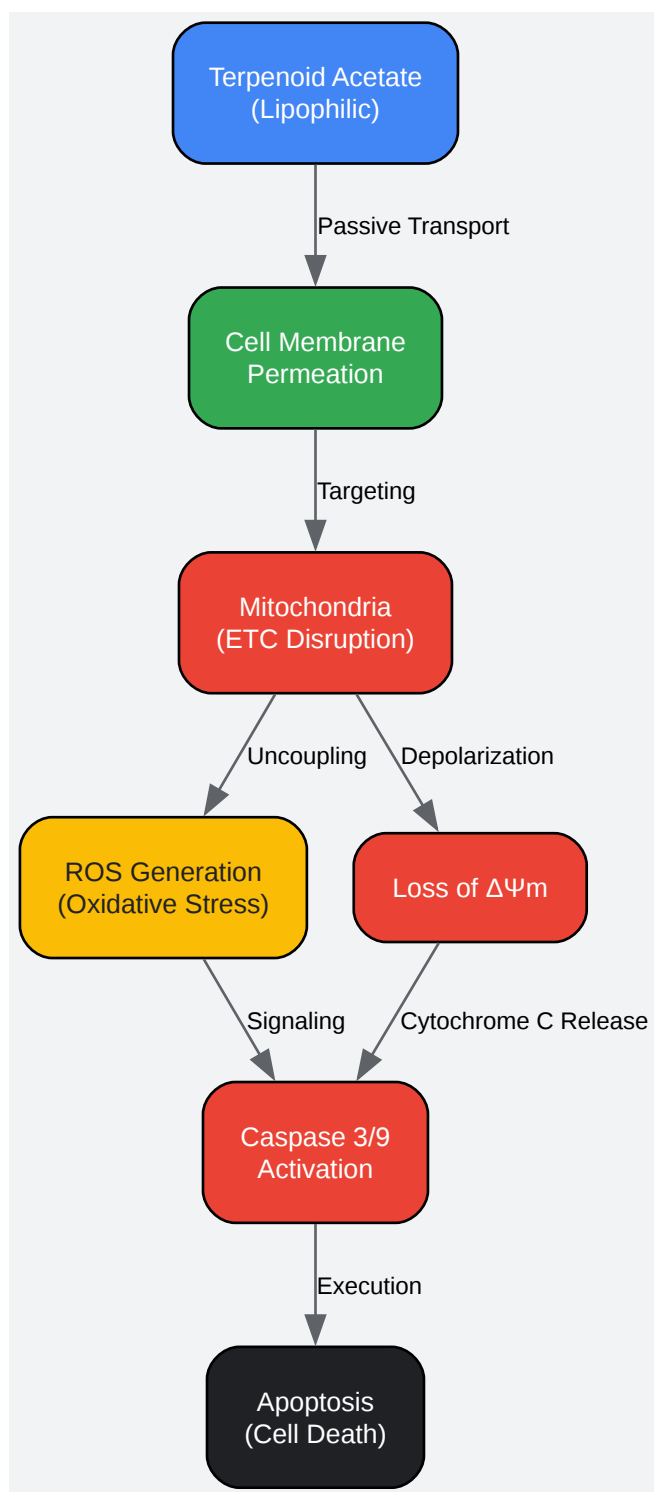 Terpenoid Acetate
(Lipophilic)
Passive Transport
Cell Membrane
Permeation
Targeting
Mitochondria
(ETC Disruption)
Uncoupling
Depolarization
ROS Generation
(Oxidative Stress)
Loss of ΔΨm
Signaling
Cytochrome C Release
Caspase 3/9
Activation
Execution
Apoptosis
(Cell Death)